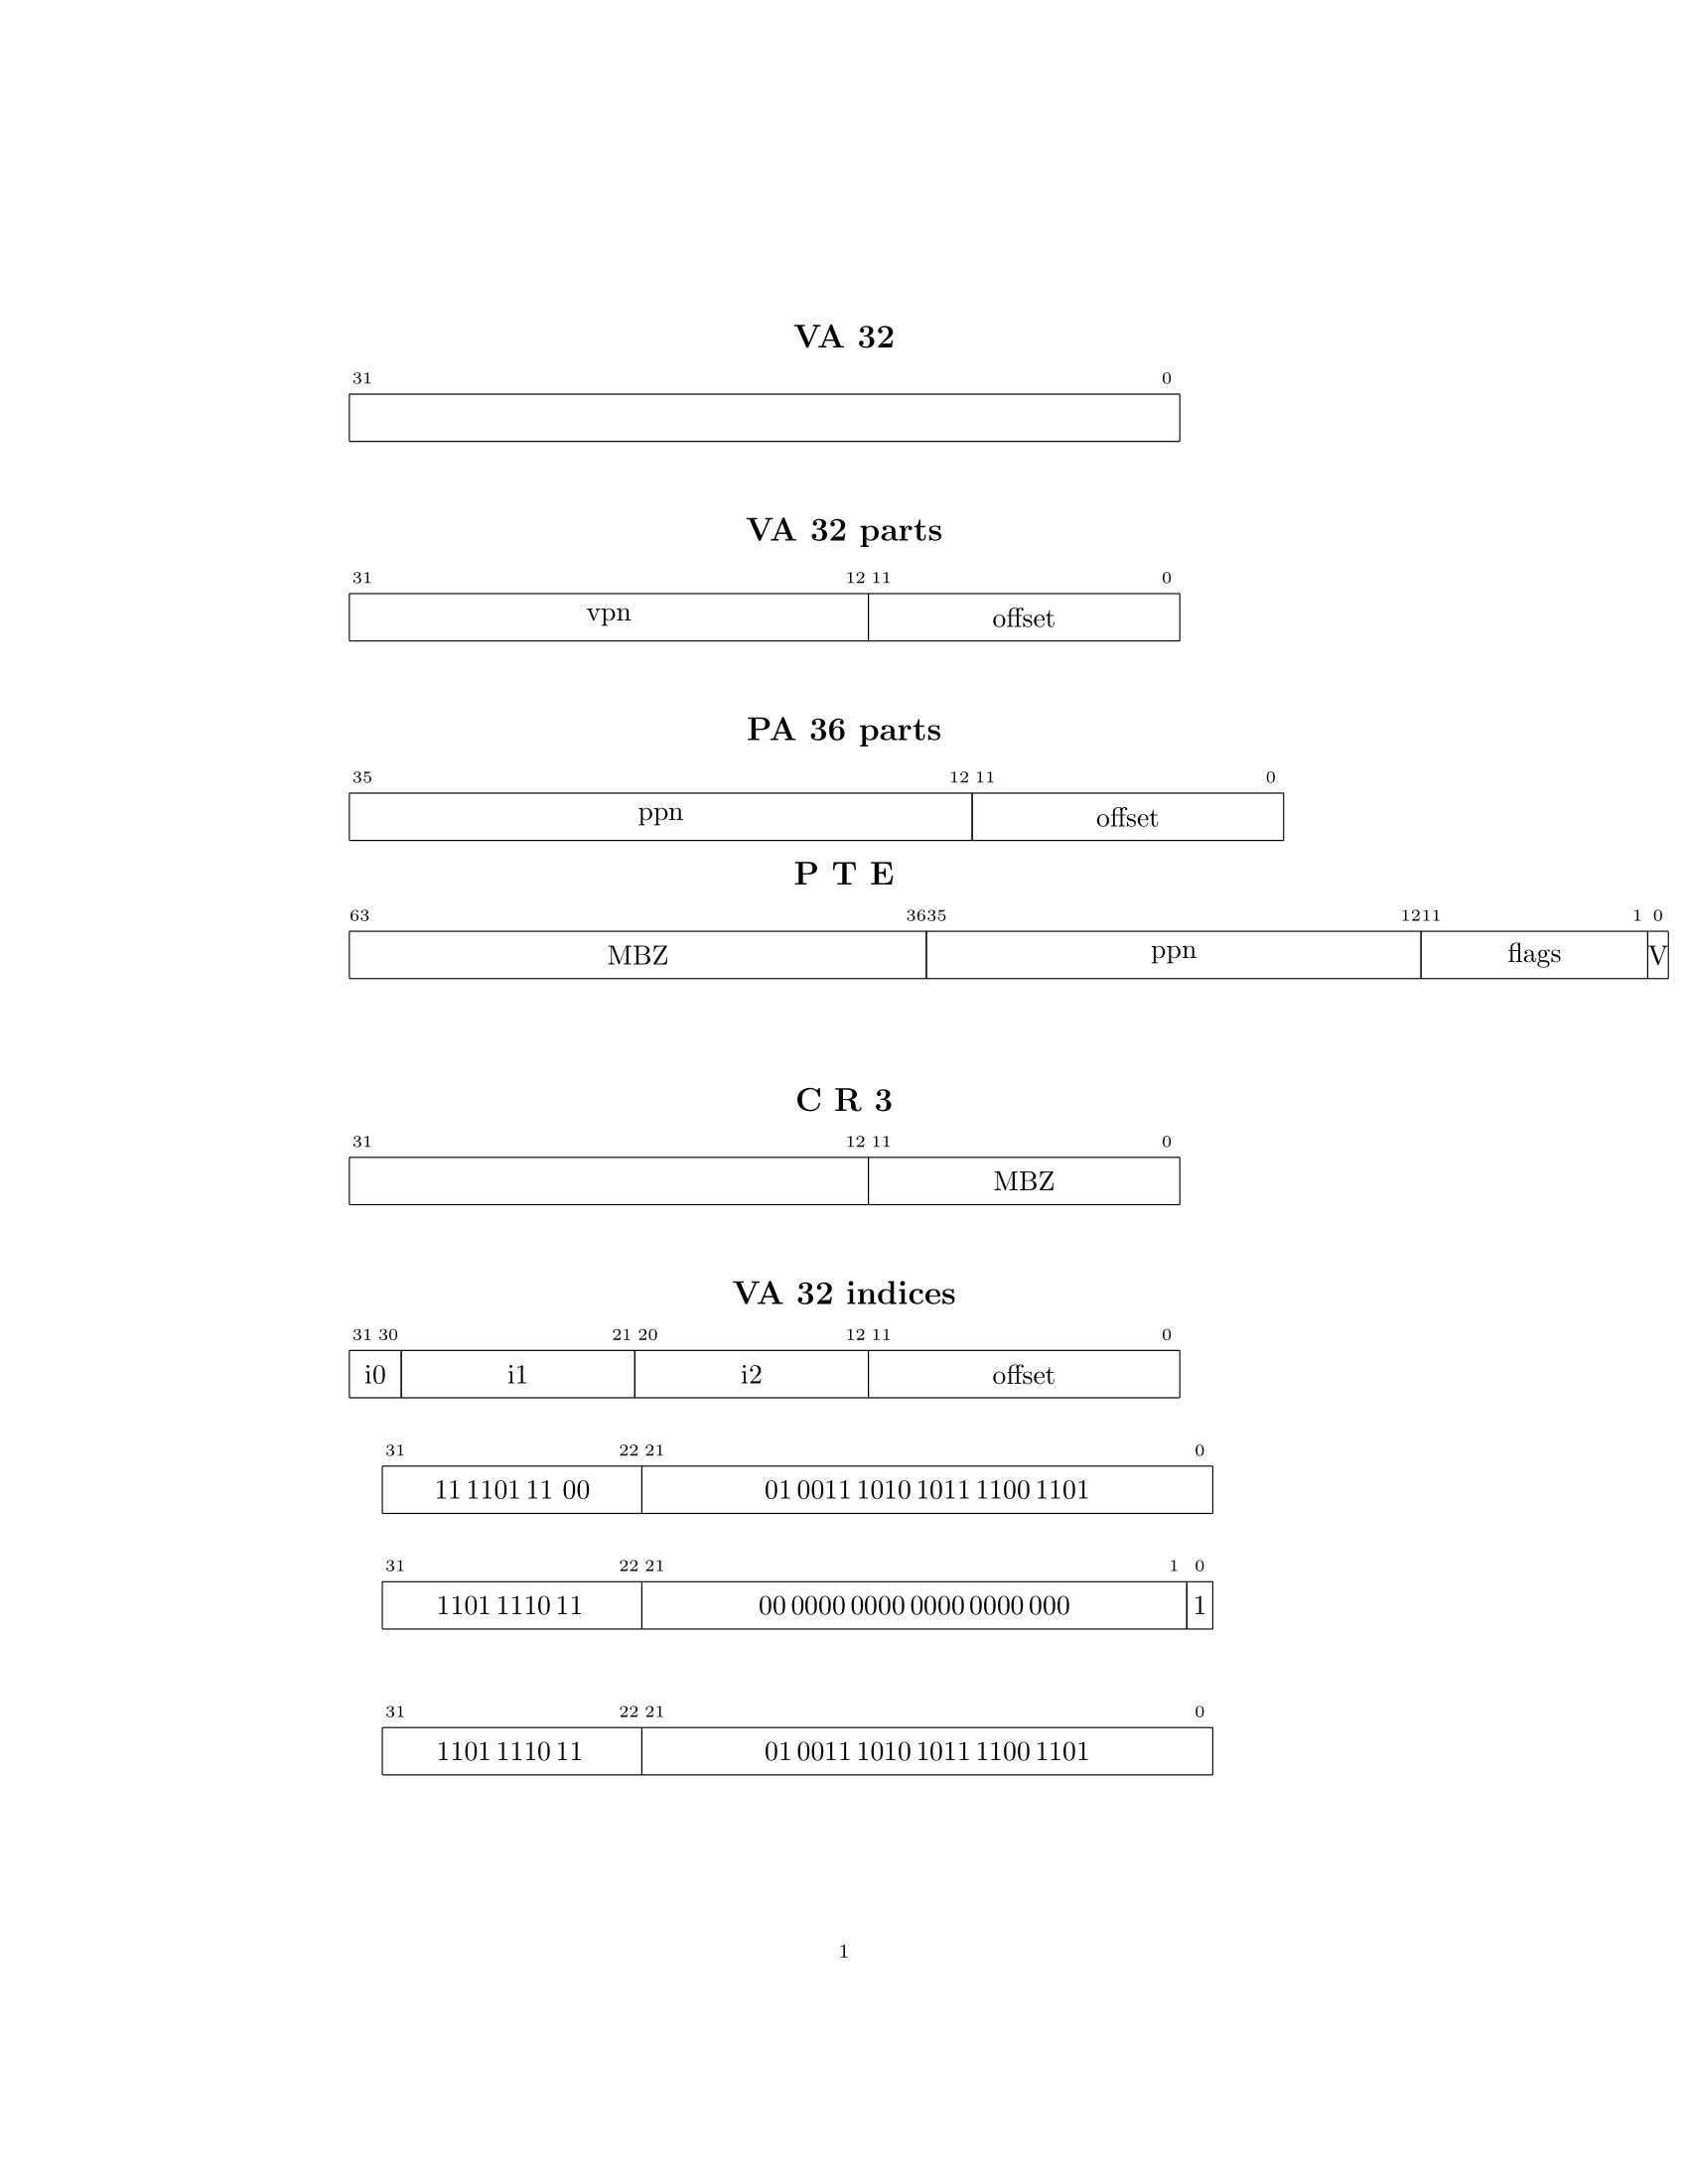 VA 32
31 0
VA 32 parts
31 12 11 0
vpn offset
PA 36 parts
35 12 11 0
ppn offset
P T E
63 3635 1211 1 0
MBZ ppn flags V
C R 3
31 12 11 0
MBZ
VA 32 indices
31 30 21 20 12 11 0
i0 i1 i2 offset
31 22 21 0
11 1101 11 00 01 0011 1010 1011 1100 1101
31 22 21 1 0
1101 1110 11 00 0000 0000 0000 0000 000 1
31 22 21 0
1101 1110 11 01 0011 1010 1011 1100 1101
1